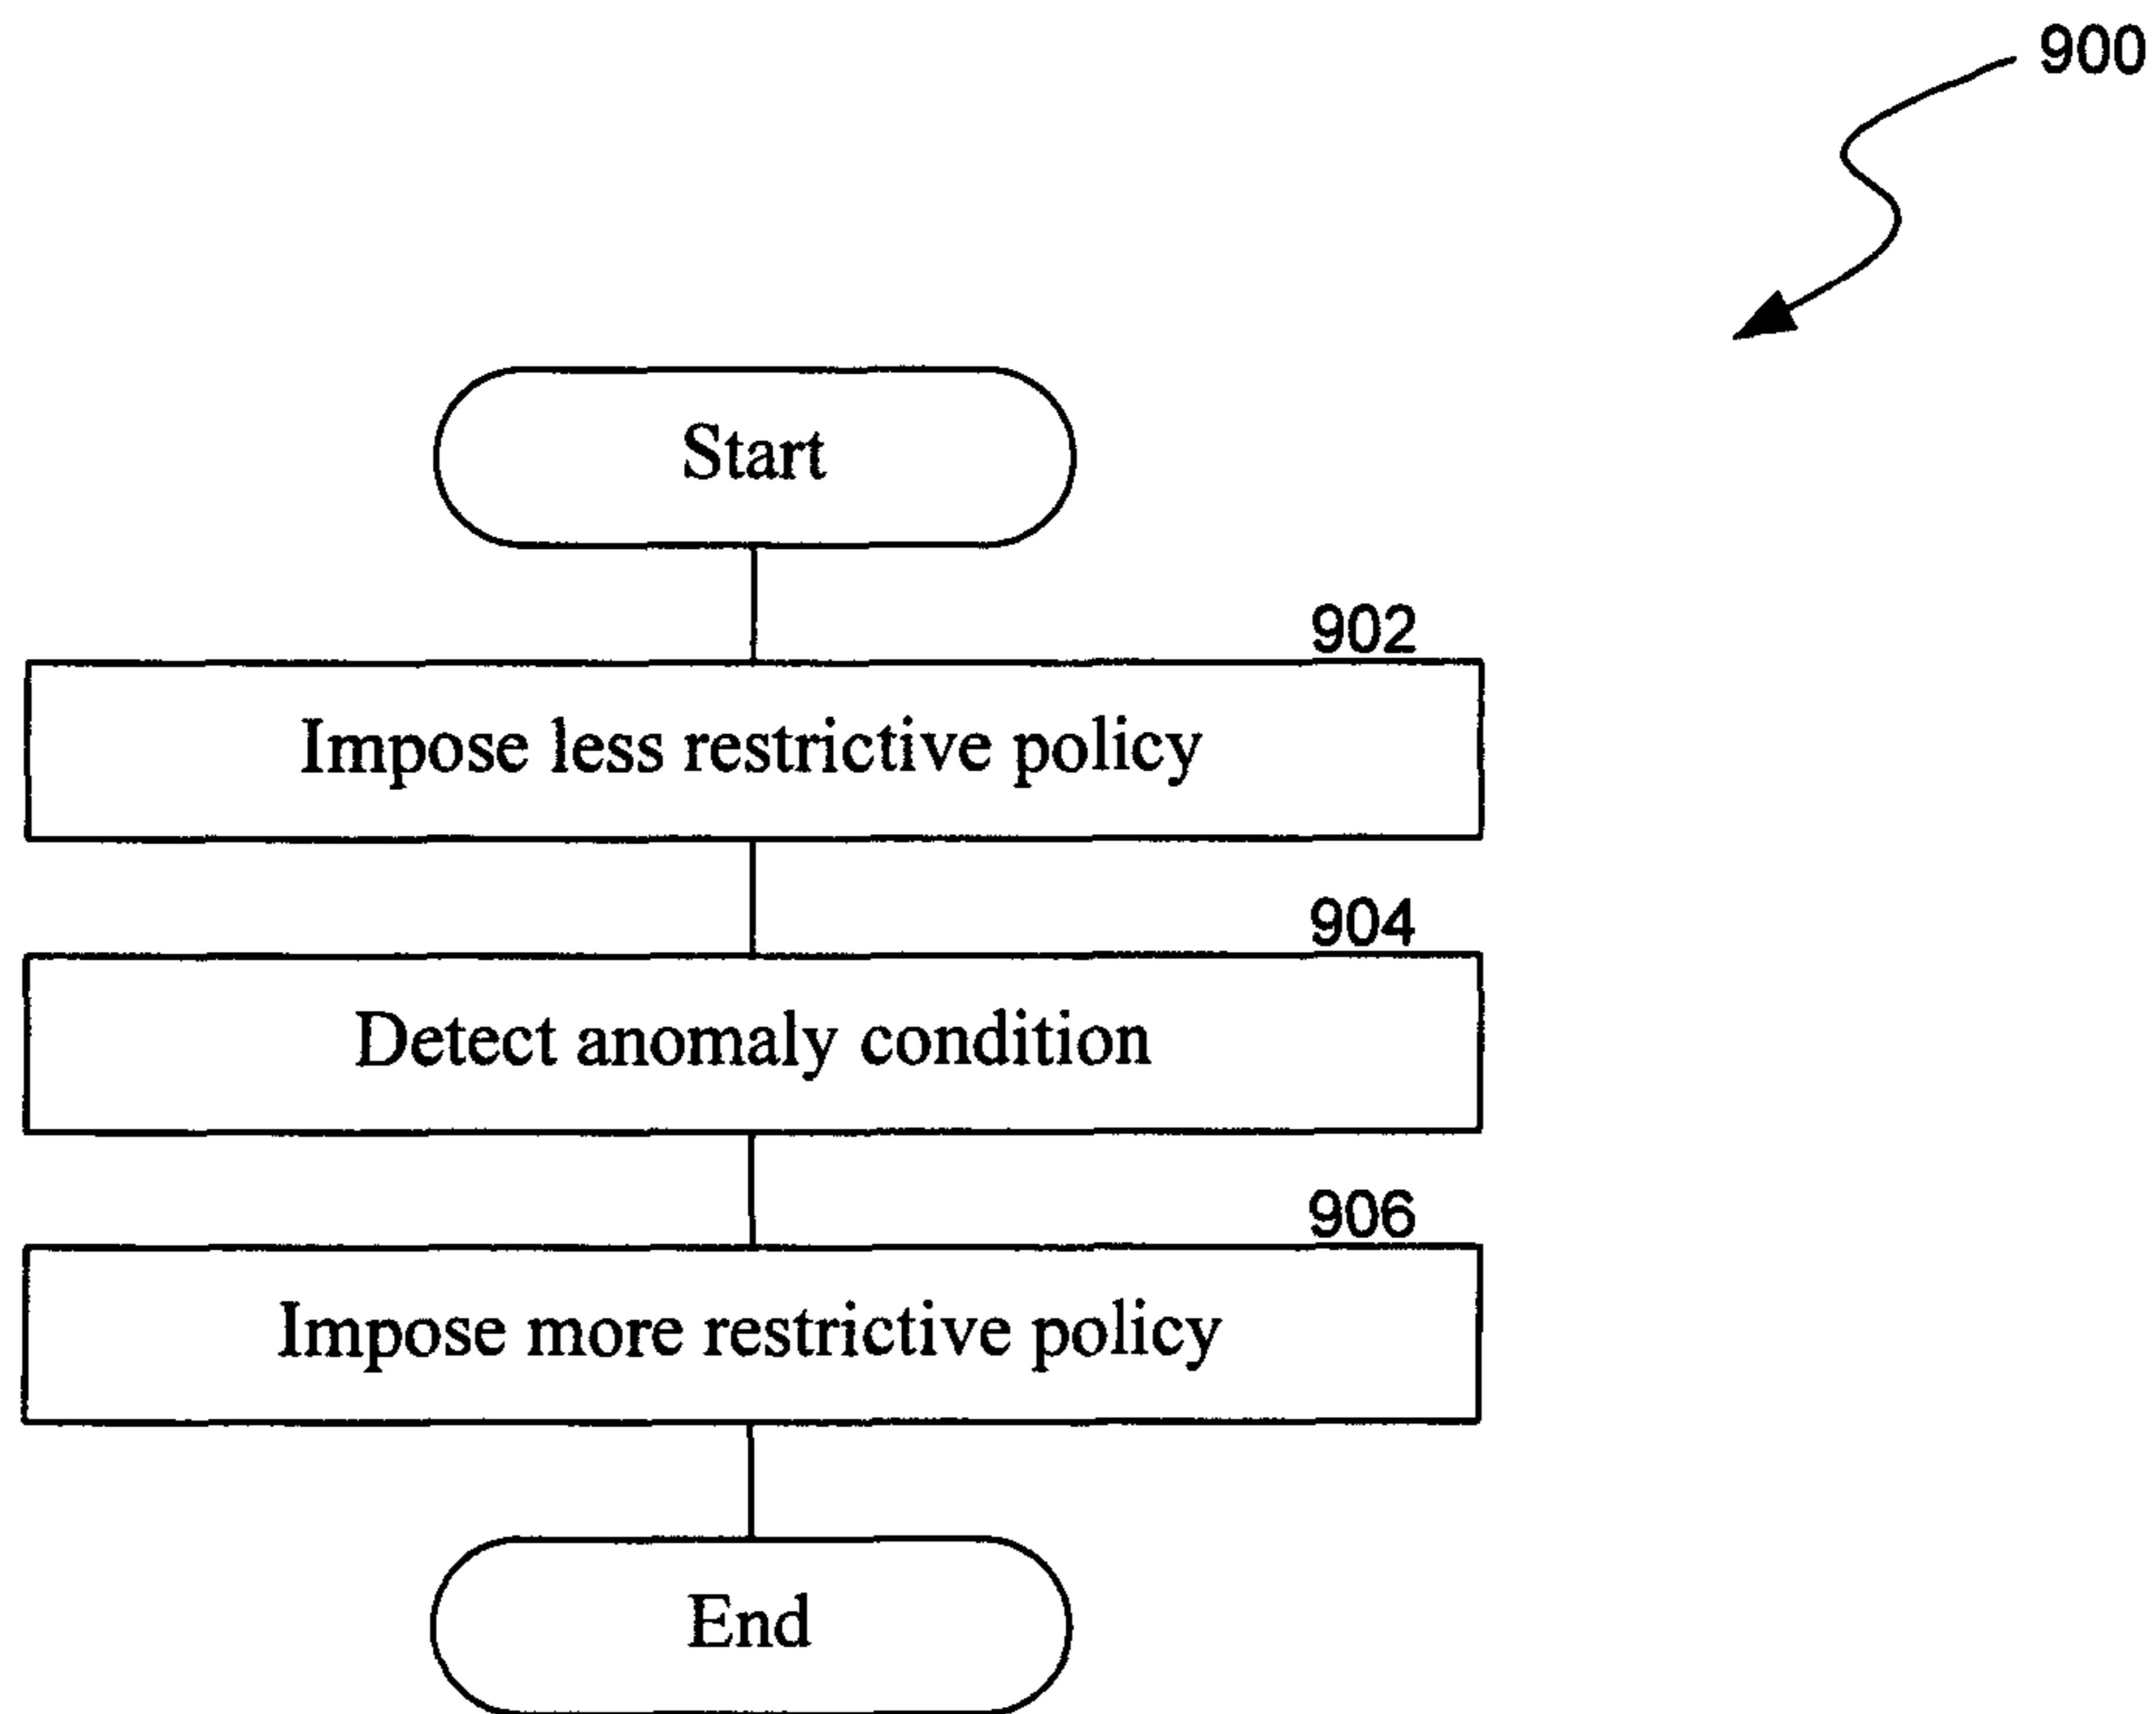 900
Start
902
Impose less restrictive policy
904
Detect anomaly condition
906
Impose more restrictive policy
End